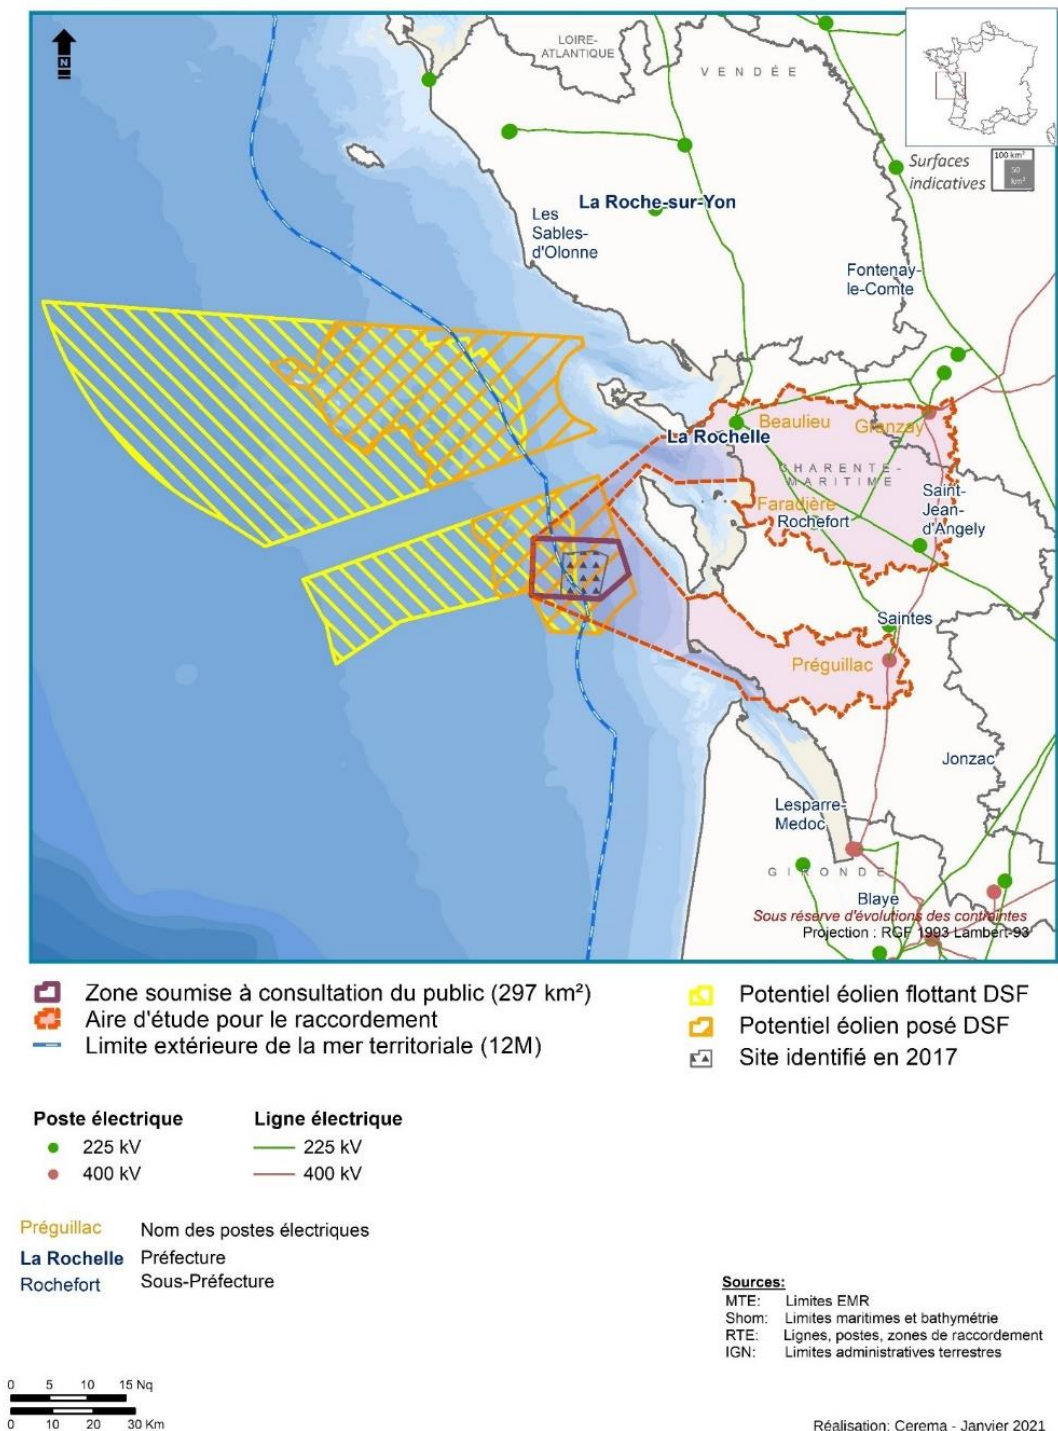 N
LOIRE-
ATLANTIQUE
VENDÉE
Surfaces
indicatives
100 km²
50
km²
La Roche-sur-Yon
Les
Sables-
d'Olonne
Fontenay-
le-Comte
La Rochelle
Beaulieu
Granzay
CHARENTE-
MARITIME
Faradière
Rochefort
Saint-
Jean-
d'Angely
Saintes
Préguillac
Jonzac
Lesparre-
Medoc
GIRONDE
Blaye
Sous réserve d'évolutions des contraintes
Projection : RGF 1993 Lambert-93
Zone soumise à consultation du public (297 km²)
Aire d'étude pour le raccordement
Limite extérieure de la mer territoriale (12M)
Potentiel éolien flottant DSF
Potentiel éolien posé DSF
Site identifié en 2017
Poste électrique
225 kV
400 kV
Ligne électrique
225 kV
400 kV
Préguillac Nom des postes électriques
La Rochelle Préfecture
Rochefort Sous-Préfecture
Sources:
MTE: Limites EMR
Shom: Limites maritimes et bathymétrie
RTE: Lignes, postes, zones de raccordement
IGN: Limites administratives terrestres
0 5 10 15 Nq
0 10 20 30 Km
Réalisation: Cerema - Janvier 2021